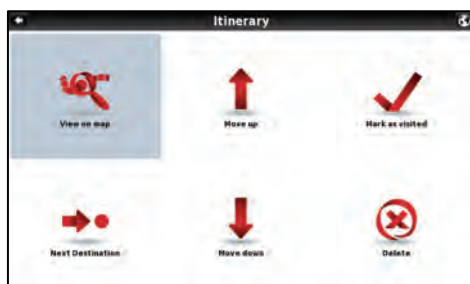 Itinerary
View on map
Move up
Mark as visited
Next Destination
Move down
Delete